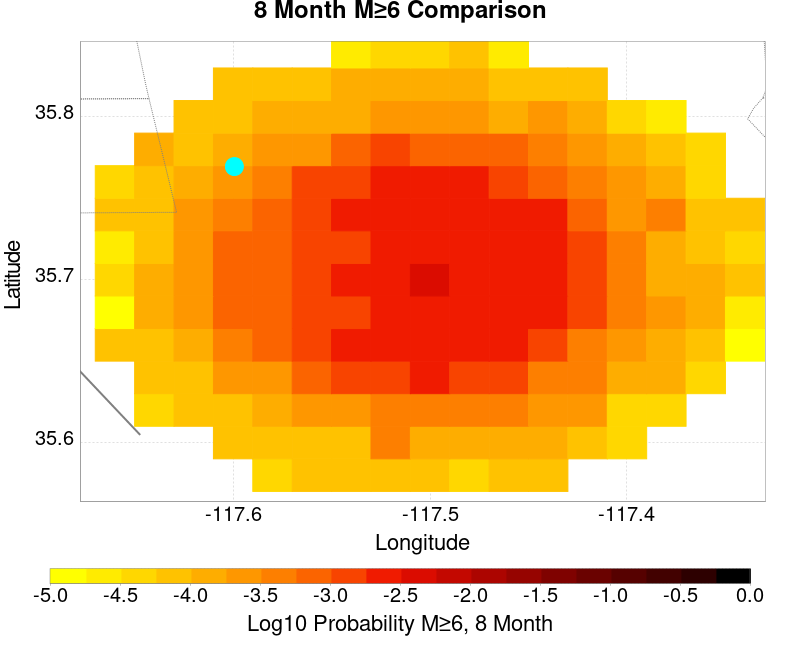 8 Month M≥6 Comparison
35.8
35.7
35.6
Latitude
-117.6 -117.5 -117.4
Longitude
-5.0 -4.5 -4.0 -3.5 -3.0 -2.5 -2.0 -1.5 -1.0 -0.5 0.0
Log10 Probability M≥6, 8 Month